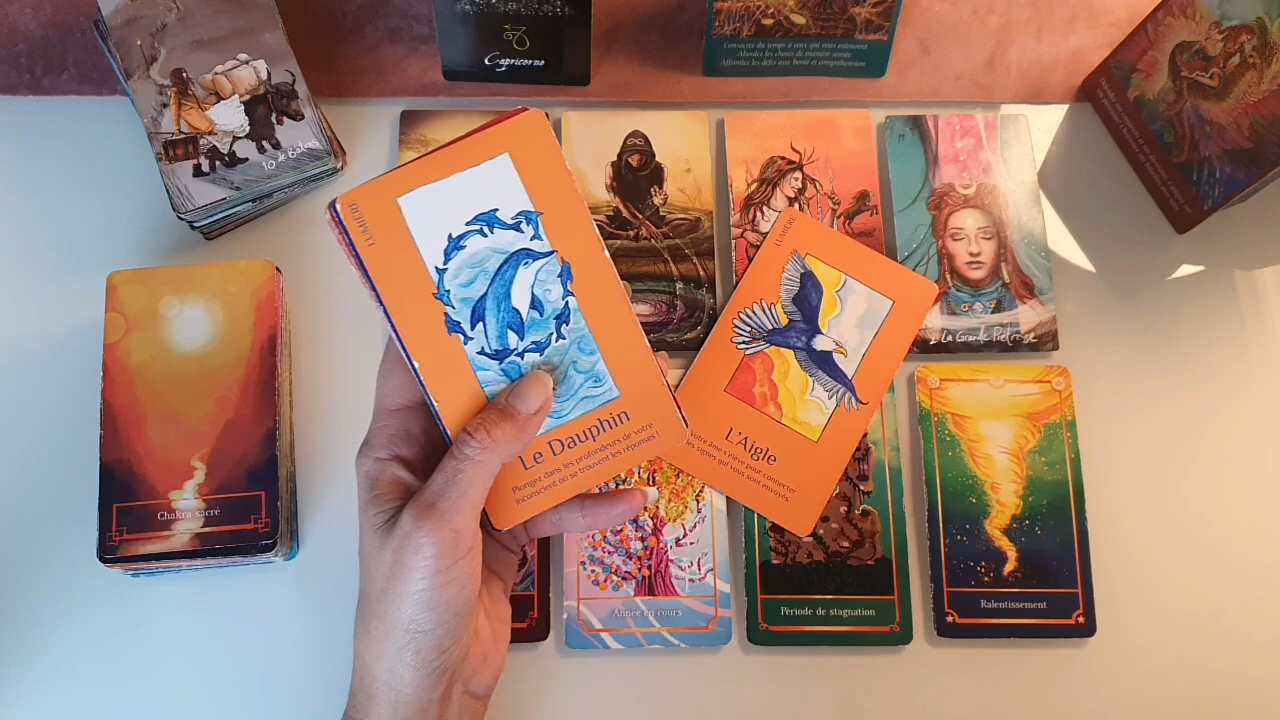 10 de Bâtons
Capricorne
Consacrez du temps à ceux qui vous entourent
Abordez les choses de manière sensée
Affrontez les défis avec bonté et compréhension
LUMIÈRE
Le Dauphin
Plongez dans les profondeurs de votre
inconscient où se trouvent les réponses !
LUMIÈRE
L'Aigle
Votre âme s'élève pour connecter
les signes qui vous sont envoyés.
2 La Grande Prêtresse
Chakra sacré
Année en cours
Période de stagnation
Ralentissement